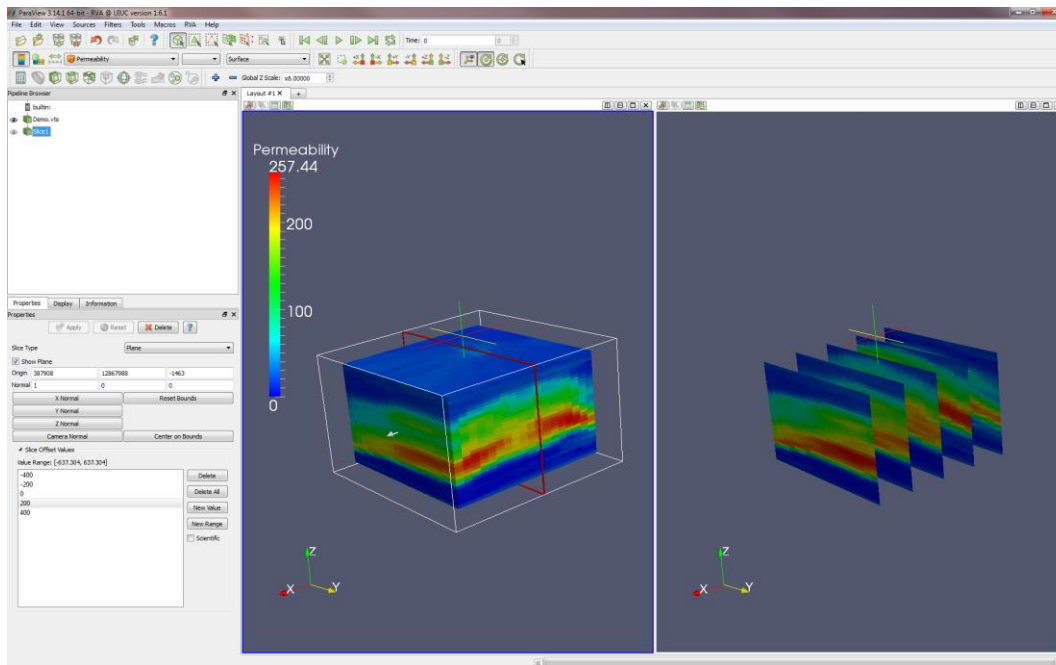 ParaView 3.14.1 64-bit - RVA @ UIUC version 1.6.1
File Edit View Sources Filters Tools Macros RVA Help
Time: 0 0
Permeability Surface
Global Z Scale: x8.00000
Pipeline Browser
Layout #1
builtin:
Demo.vts
Slice1
Permeability
257.44
200
100
0
Z
X Y
Z
X Y
Properties Display Information
Properties
Apply Reset Delete ?
Slice Type Plane
Show Plane
Origin 387908 12867988 -1463
Normal 1 0 0
X Normal Reset Bounds
Y Normal
Z Normal
Camera Normal Center on Bounds
Slice Offset Values
Value Range: [-637.304, 637.304]
-400 Delete
-200
0 Delete All
200 New Value
400 New Range
Scientific